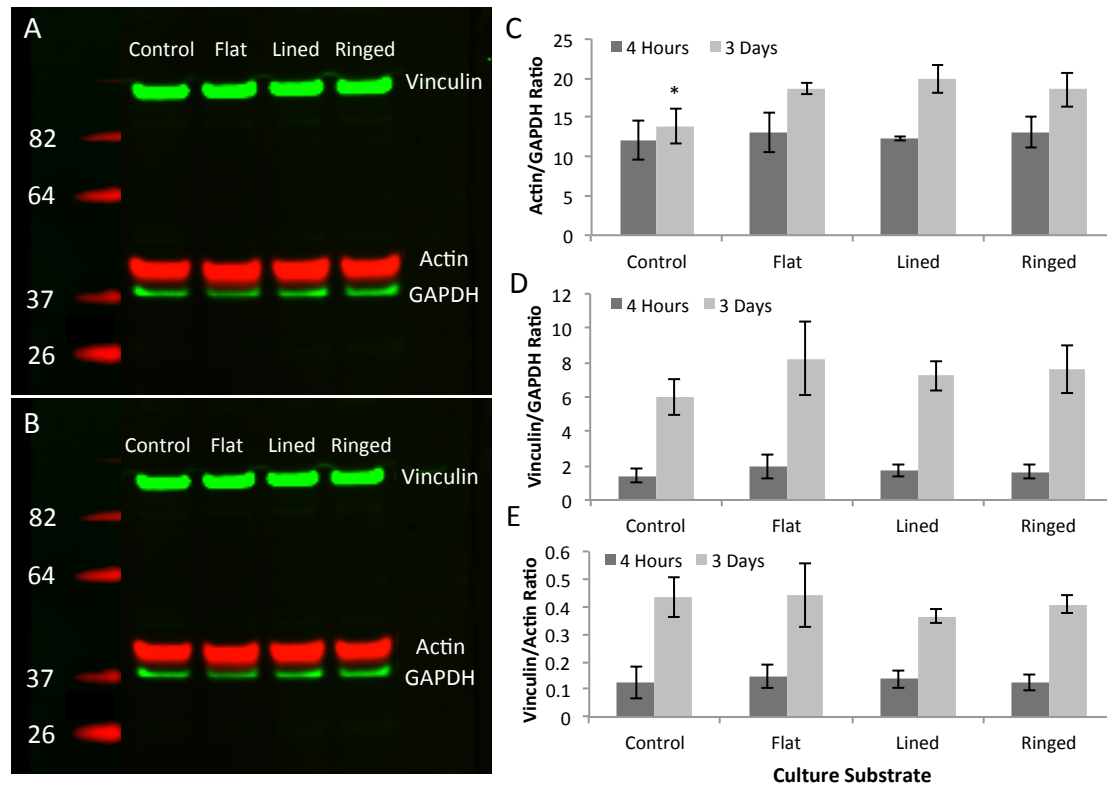 A
Control Flat Lined Ringed
Vinculin
82
64
Actin
37
GAPDH
26
B
Control Flat Lined Ringed
Vinculin
82
64
Actin
37
GAPDH
26
C
4 Hours 3 Days
Actin/GAPDH Ratio
25
20
15
10
5
0
*
Control Flat Lined Ringed
D
4 Hours 3 Days
Vinculin/GAPDH Ratio
12
10
8
6
4
2
0
Control Flat Lined Ringed
E
4 Hours 3 Days
Vinculin/Actin Ratio
0.6
0.5
0.4
0.3
0.2
0.1
0
Control Flat Lined Ringed
Culture Substrate